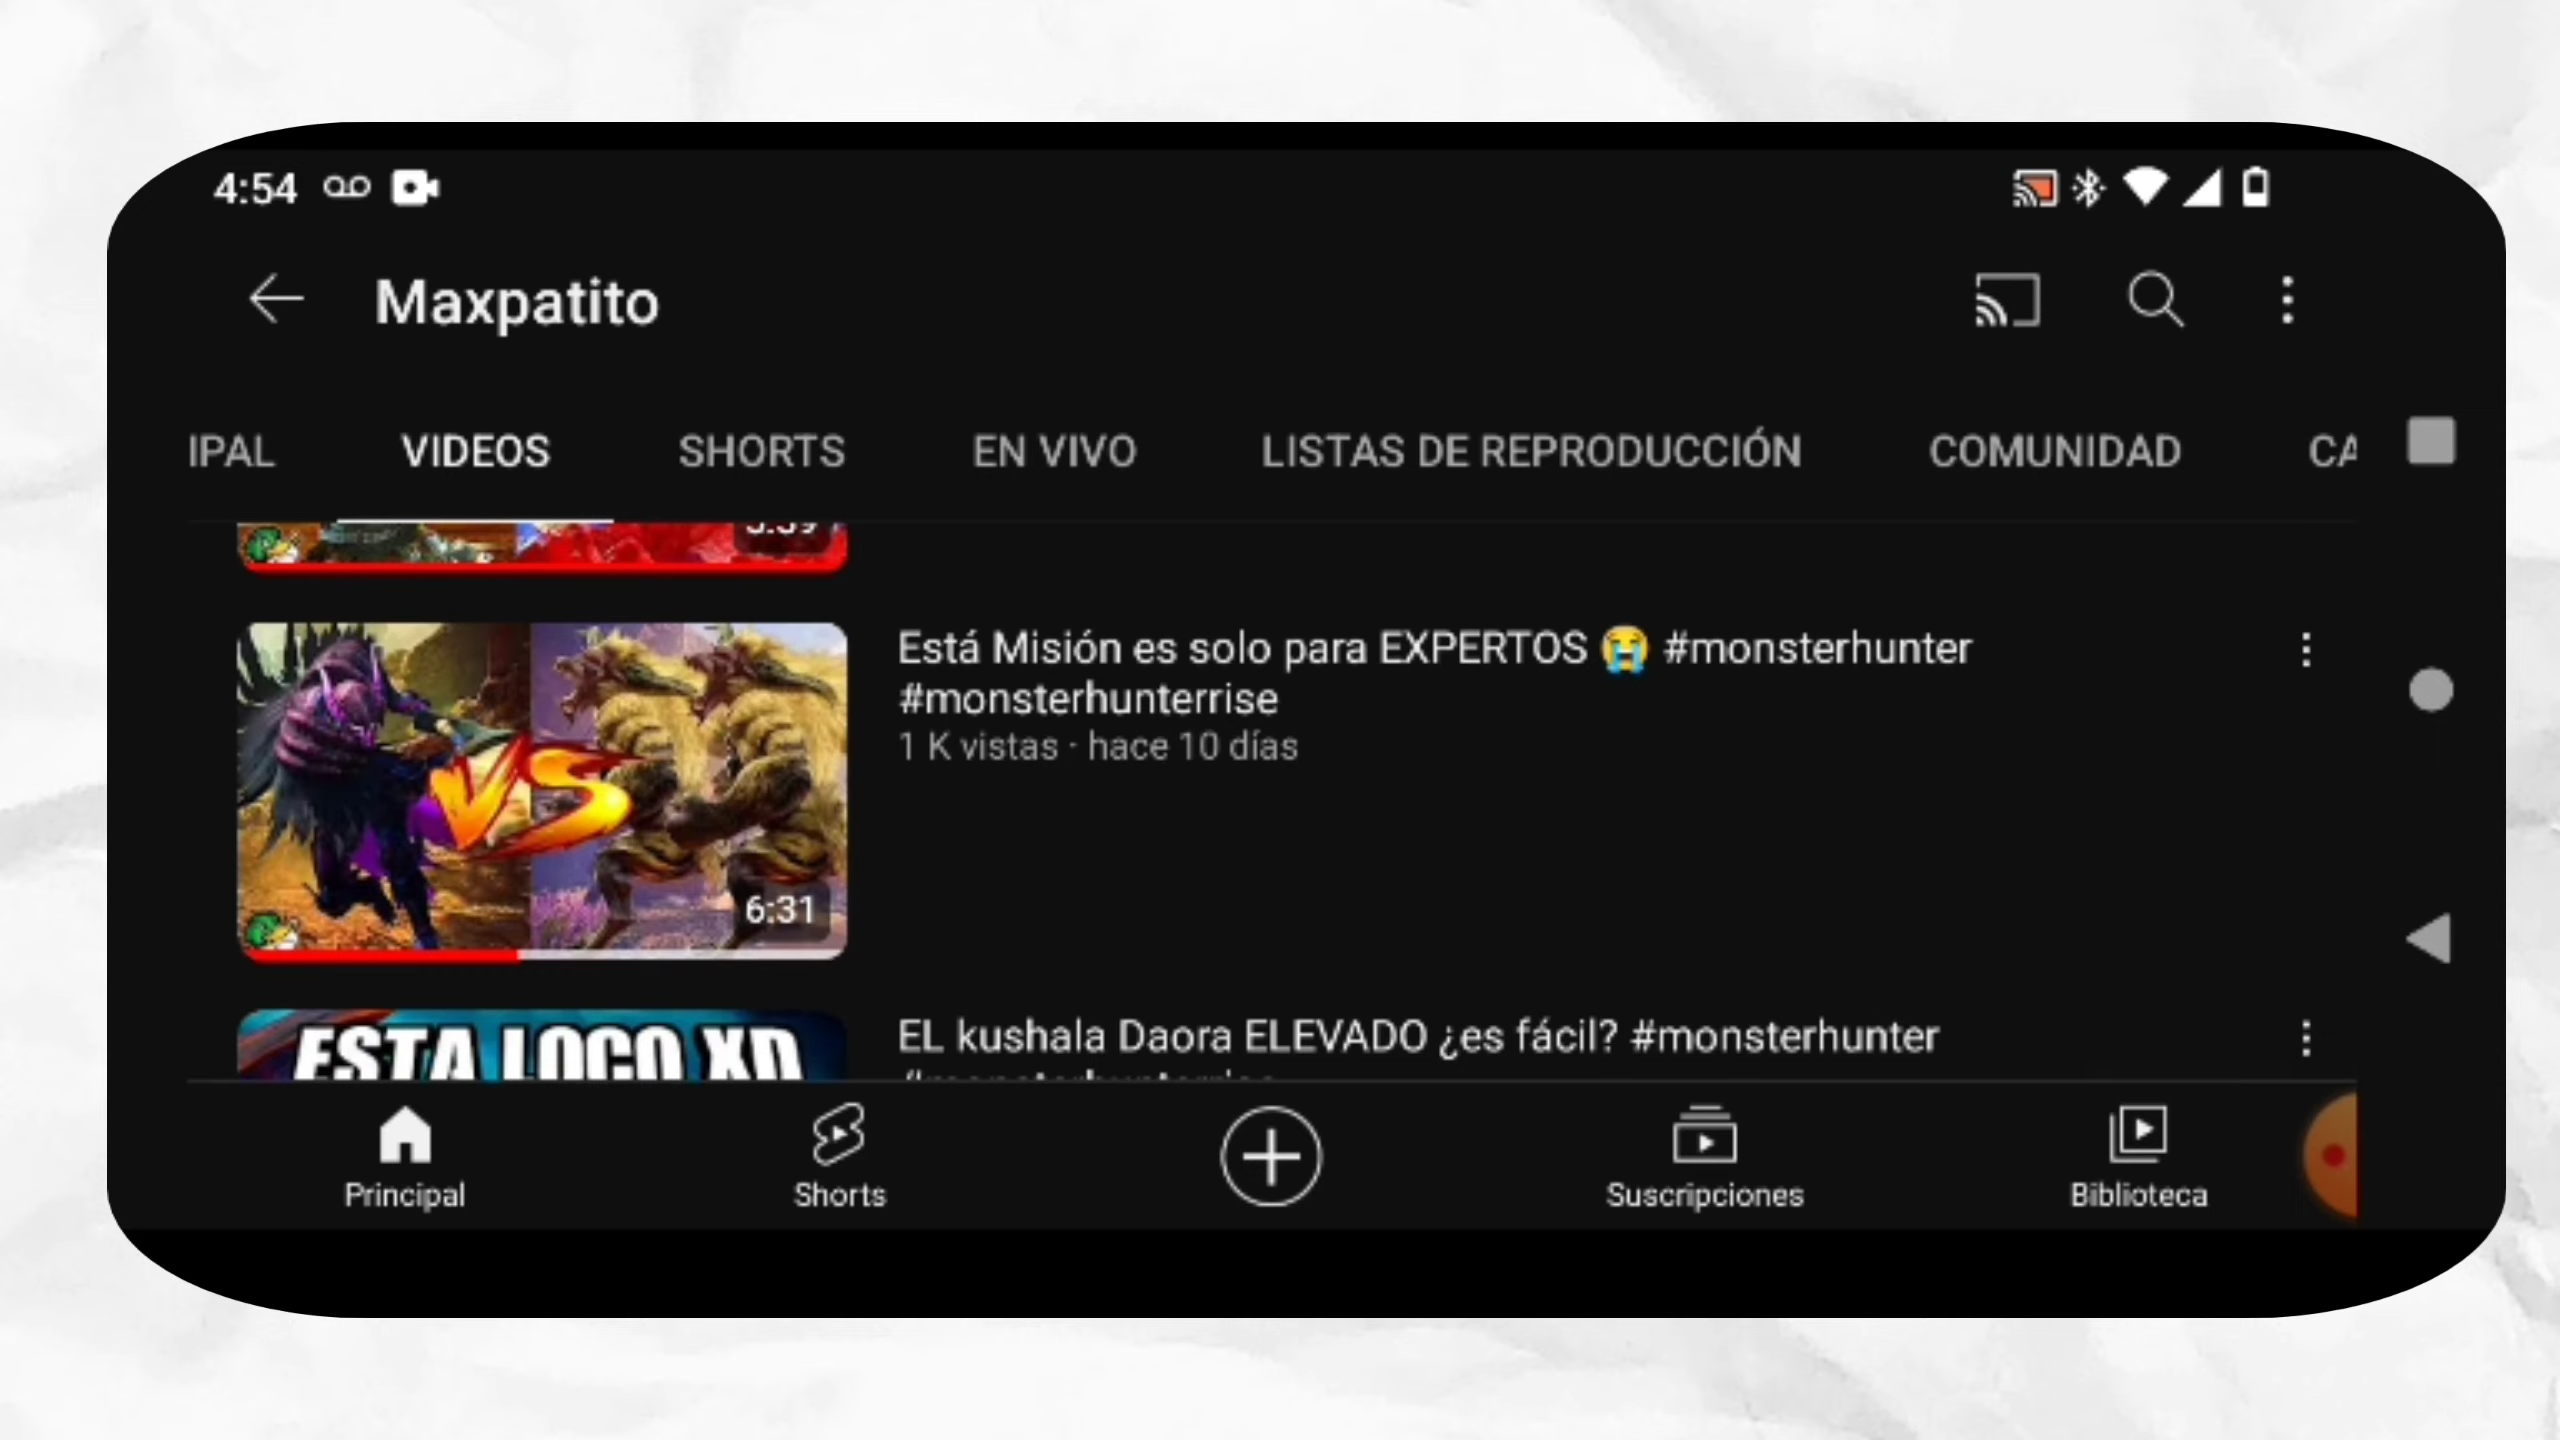 4:54
Maxpatito
IPAL VIDEOS SHORTS EN VIVO LISTAS DE REPRODUCCIÓN COMUNIDAD CA
Está Misión es solo para EXPERTOS 😭 #monsterhunter
#monsterhunterrise
1 K vistas · hace 10 días
VS
6:31
ESTA LOCO XD
EL kushala Daora ELEVADO ¿es fácil? #monsterhunter
Principal Shorts Suscripciones Biblioteca